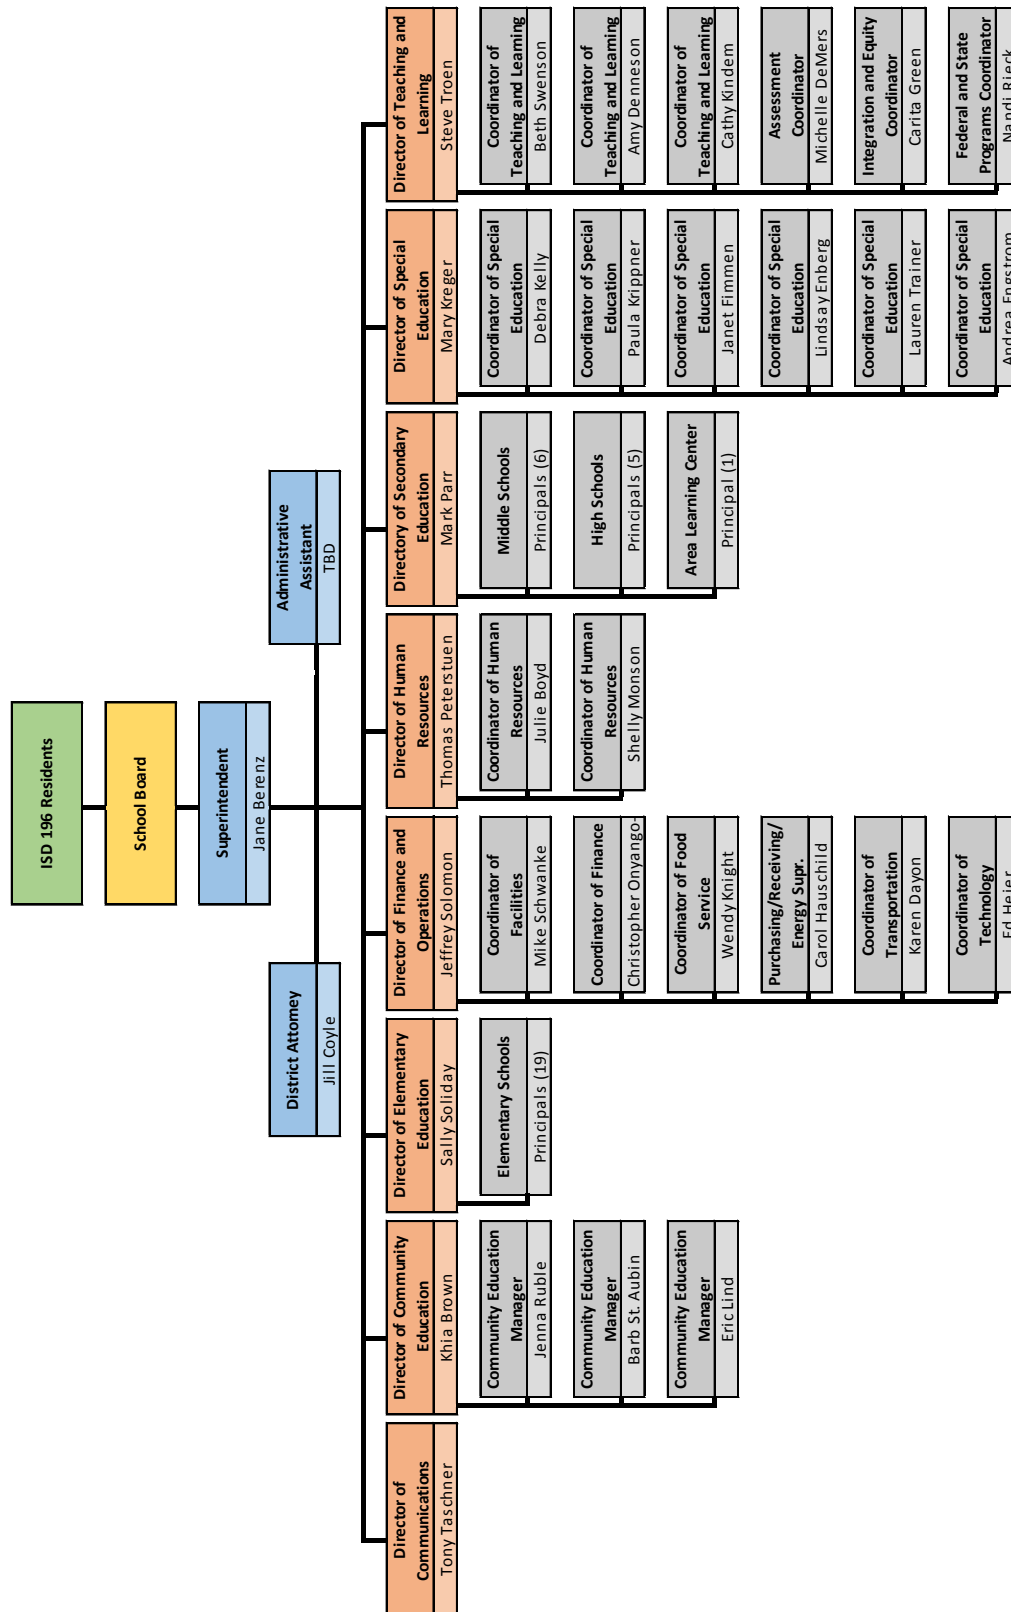 ISD 196 Residents
School Board
Superintendent
Jane Berenz
District Attorney
Jill Coyle
Administrative
Assistant
TBD
Director of
Communications
Tony Taschner
Director of Community
Education
Khia Brown
Community Education
Manager
Jenna Ruble
Community Education
Manager
Barb St. Aubin
Community Education
Manager
Eric Lind
Director of Elementary
Education
Sally Soliday
Elementary Schools
Principals (19)
Director of Finance and
Operations
Jeffrey Solomon
Coordinator of
Facilities
Mike Schwanke
Coordinator of Finance
Christopher Onyango-
Coordinator of Food
Service
Wendy Knight
Purchasing/Receiving/
Energy Supr.
Carol Hauschild
Coordinator of
Transportation
Karen Dayon
Coordinator of
Technology
Ed Heier
Director of Human
Resources
Thomas Peterstuen
Coordinator of Human
Resources
Julie Boyd
Coordinator of Human
Resources
Shelly Monson
Directory of Secondary
Education
Mark Parr
Middle Schools
Principals (6)
High Schools
Principals (5)
Area Learning Center
Principal (1)
Director of Special
Education
Mary Kreger
Coordinator of Special
Education
Debra Kelly
Coordinator of Special
Education
Paula Krippner
Coordinator of Special
Education
Janet Fimmen
Coordinator of Special
Education
Lindsay Enberg
Coordinator of Special
Education
Lauren Trainer
Coordinator of Special
Education
Andrea Engstrom
Director of Teaching and
Learning
Steve Troen
Coordinator of
Teaching and Learning
Beth Swenson
Coordinator of
Teaching and Learning
Amy Denneson
Coordinator of
Teaching and Learning
Cathy Kindem
Assessment
Coordinator
Michelle DeMers
Integration and Equity
Coordinator
Carita Green
Federal and State
Programs Coordinator
Nandi Rieck